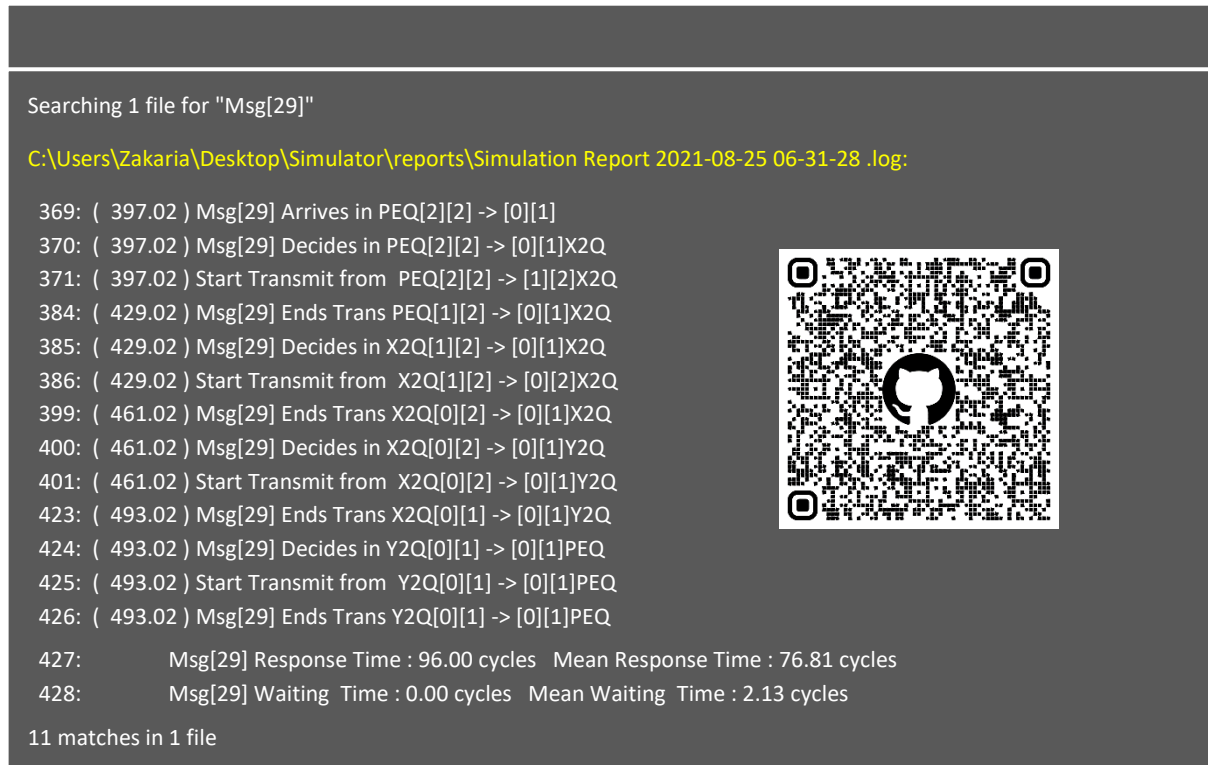 Searching 1 file for "Msg[29]"
C:\Users\Zakaria\Desktop\Simulator\reports\Simulation Report 2021-08-25 06-31-28 .log:
369: ( 397.02 ) Msg[29] Arrives in PEQ[2][2] -> [0][1]
370: ( 397.02 ) Msg[29] Decides in PEQ[2][2] -> [0][1]X2Q
371: ( 397.02 ) Start Transmit from PEQ[2][2] -> [1][2]X2Q
384: ( 429.02 ) Msg[29] Ends Trans PEQ[1][2] -> [0][1]X2Q
385: ( 429.02 ) Msg[29] Decides in X2Q[1][2] -> [0][1]X2Q
386: ( 429.02 ) Start Transmit from X2Q[1][2] -> [0][2]X2Q
399: ( 461.02 ) Msg[29] Ends Trans X2Q[0][2] -> [0][1]X2Q
400: ( 461.02 ) Msg[29] Decides in X2Q[0][2] -> [0][1]Y2Q
401: ( 461.02 ) Start Transmit from X2Q[0][2] -> [0][1]Y2Q
423: ( 493.02 ) Msg[29] Ends Trans X2Q[0][1] -> [0][1]Y2Q
424: ( 493.02 ) Msg[29] Decides in Y2Q[0][1] -> [0][1]PEQ
425: ( 493.02 ) Start Transmit from Y2Q[0][1] -> [0][1]PEQ
426: ( 493.02 ) Msg[29] Ends Trans Y2Q[0][1] -> [0][1]PEQ
427: Msg[29] Response Time : 96.00 cycles Mean Response Time : 76.81 cycles
428: Msg[29] Waiting Time : 0.00 cycles Mean Waiting Time : 2.13 cycles
11 matches in 1 file